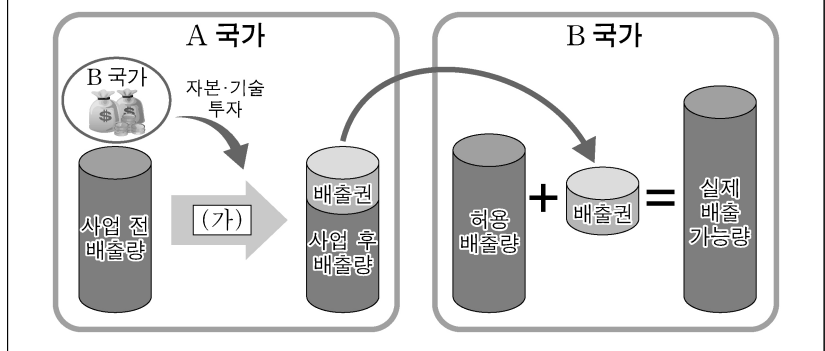 A 국가
B 국가
자본·기술
투자
사업 전
배출량
(가)
배출권
사업 후
배출량
B 국가
허용
배출량
+
배출권
=
실제
배출
가능량